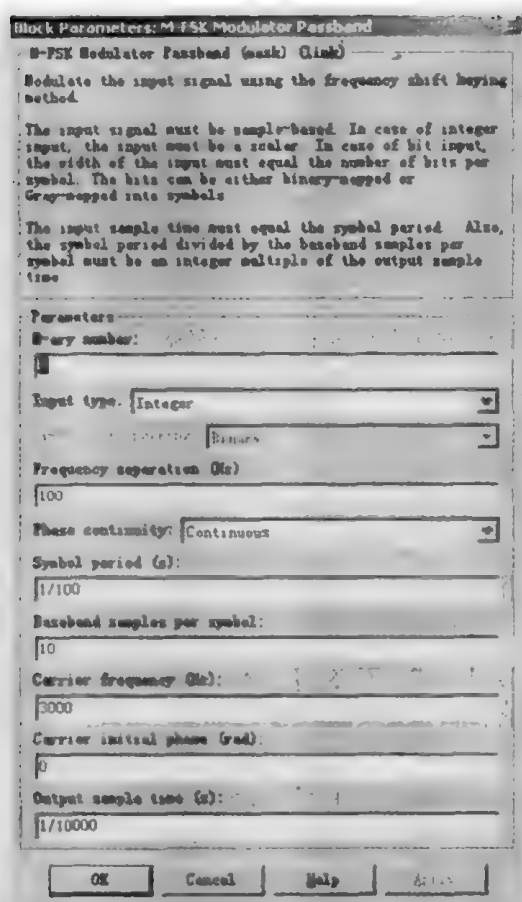 Block Parameters: M-FSK Modulator Passband
M-FSK Modulator Passband (mask) (link)
Modulate the input signal using the frequency shift keying
method.
The input signal must be sample-based. In case of integer
input, the input must be a scalar. In case of bit input,
the width of the input must equal the number of bits per
symbol. The bits can be either binary-mapped or
Gray-mapped into symbols.
The input sample time must equal the symbol period. Also,
the symbol period divided by the baseband samples per
symbol must be an integer multiple of the output sample
time
Parameters
M-ary number:
Input type: Integer
Binary
Frequency separation (Hz)
100
Phase continuity: Continuous
Symbol period (s):
1/100
Baseband samples per symbol:
10
Carrier frequency (Hz):
3000
Carrier initial phase (rad):
0
Output sample time (s):
1/10000
OK Cancel Help Apply